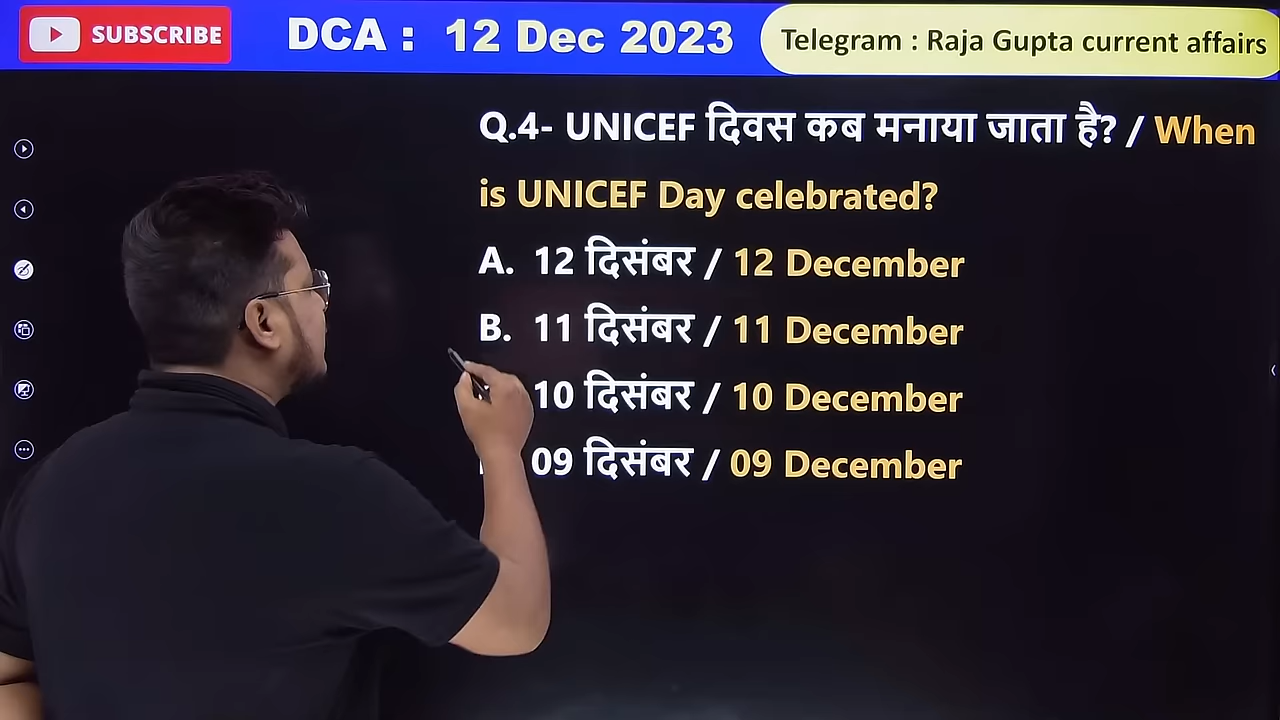 SUBSCRIBE
DCA : 12 Dec 2023
Telegram : Raja Gupta current affairs
Q.4- UNICEF दिवस कब मनाया जाता है? / When
is UNICEF Day celebrated?
A. 12 दिसंबर / 12 December
B. 11 दिसंबर / 11 December
10 दिसंबर / 10 December
09 दिसंबर / 09 December